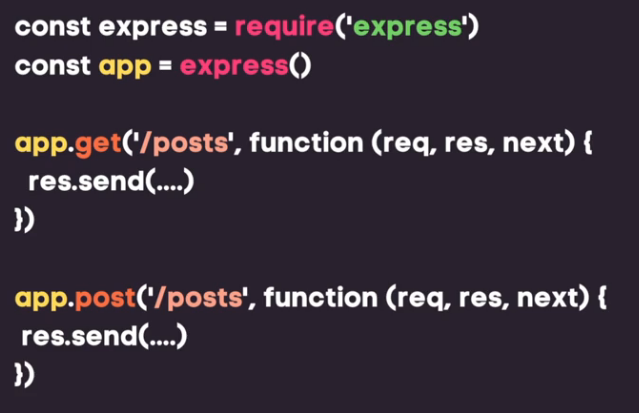 const express = require('express')
const app = express()
app.get('/posts', function (req, res, next) {
res.send(....)
})
app.post('/posts', function (req, res, next) {
res.send(....)
})